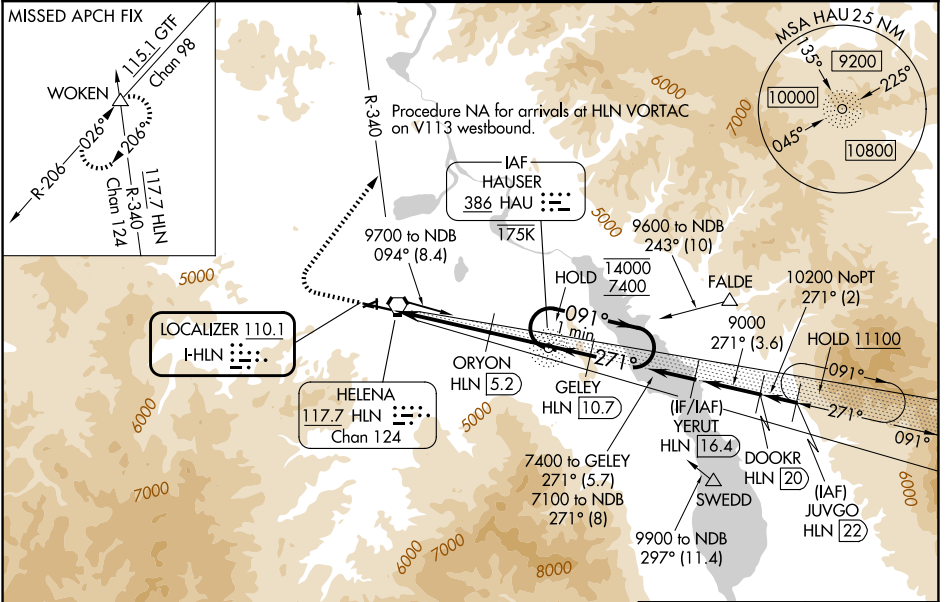 MISSED APCH FIX
115.1 GTF
Chan 98
WOKEN
026°
206°
R-206
R-340
117.7 HLN
Chan 124
R-340
Procedure NA for arrivals at HLN VORTAC
on V113 westbound.
MSA HAU 25 NM
135°
9200
225°
10000
045°
10800
6000
7000
IAF
HAUSER
386 HAU
175K
5000
9600 to NDB
243° (10)
9700 to NDB
094° (8.4)
HOLD
14000
7400
FALDE
10200 NoPT
271° (2)
5000
9000
271° (3.6)
HOLD 11100
LOCALIZER 110.1
I-HLN
091°
1 min
271°
091°
271°
091°
ORYON
HLN 5.2
GELEY
HLN 10.7
HELENA
117.7 HLN
Chan 124
5000
(IF/IAF)
YERUT
HLN 16.4
DOOKR
HLN 20
(IAF)
JUVGO
HLN 22
6000
6000
7400 to GELEY
271° (5.7)
7100 to NDB
271° (8)
SWEDD
9900 to NDB
297° (11.4)
7000
6000
7000
8000